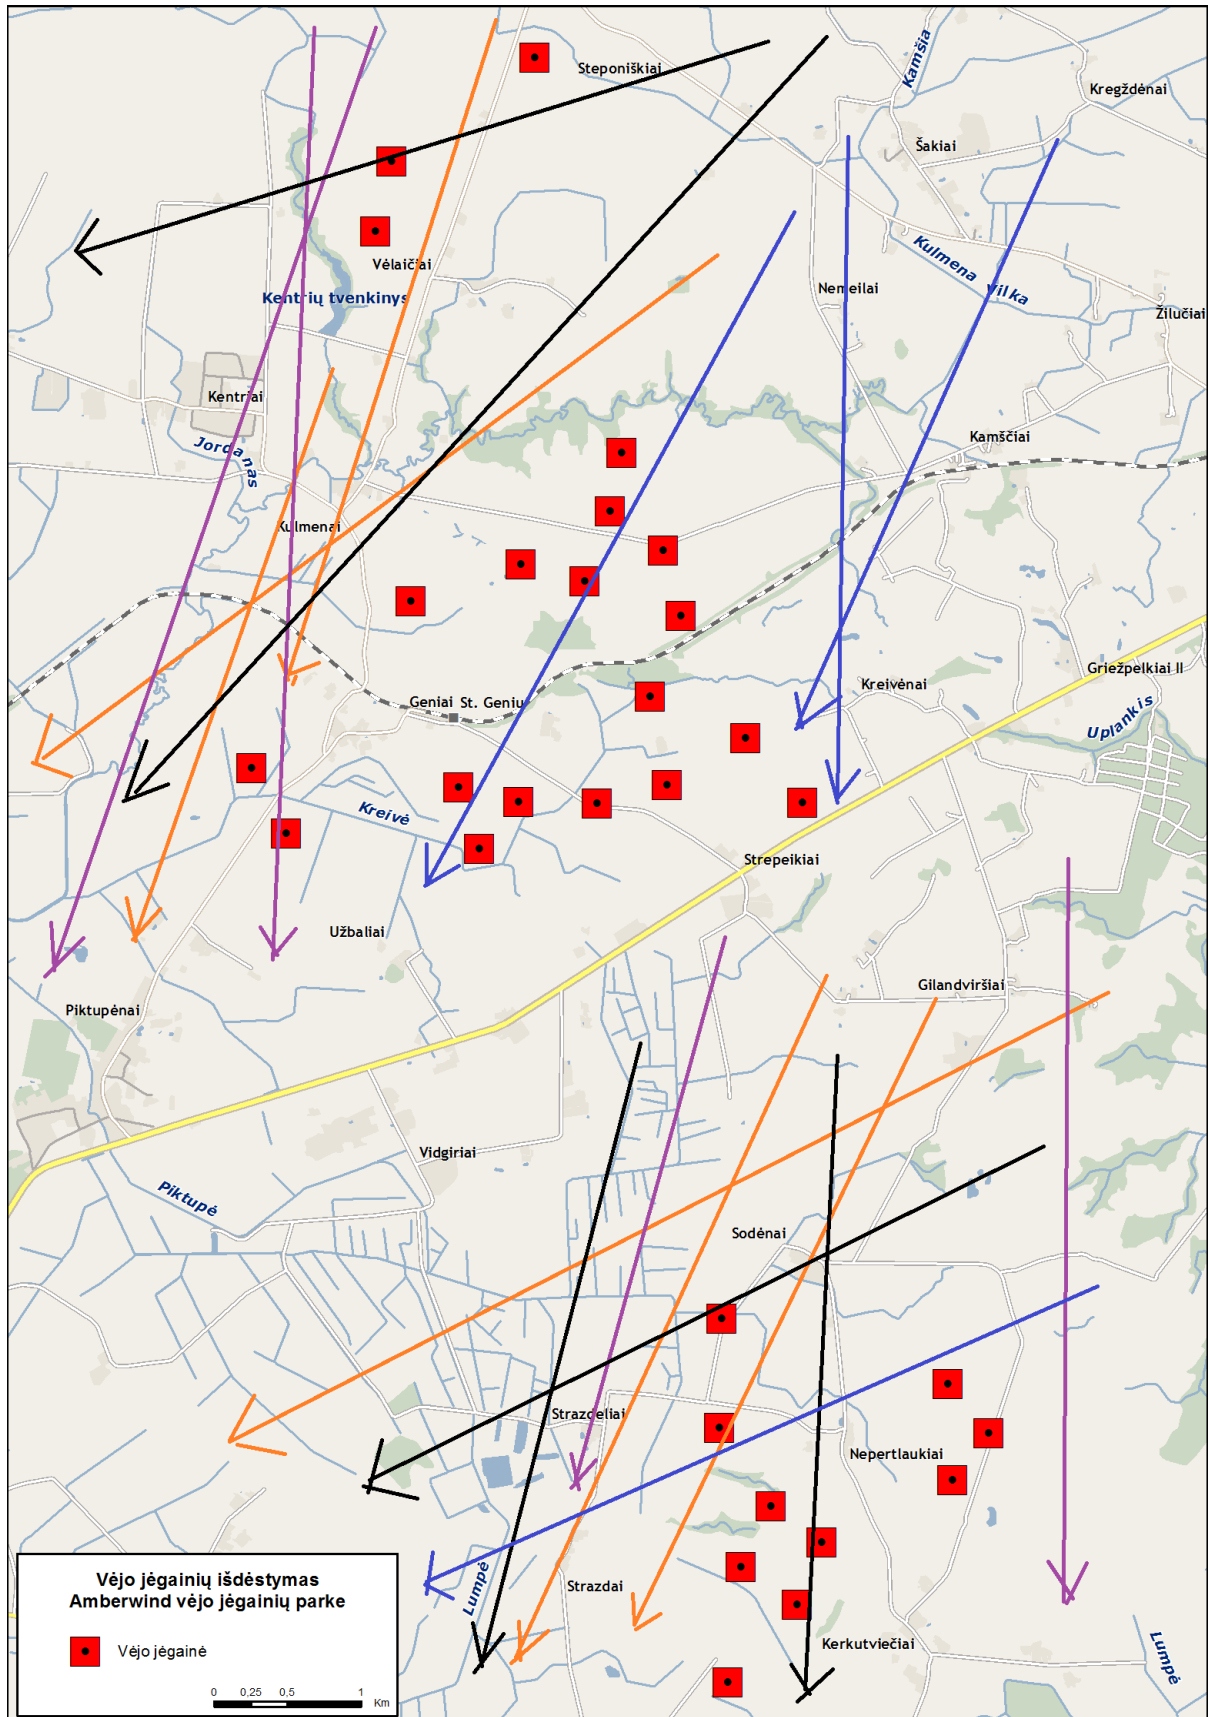 Kamšia
Steponiškiai
Kregždėnai
Šakiai
Kulmena
Vėlaičiai
Vilka
Kentrių tvenkinys
Nemeilai
Žilučiai
Kentriai
Jordanas
Kamščiai
Kulmenai
Griežpelkiai II
Kreivėnai
Geniai St. Geniu
Uplankis
Kreivė
Strepeikiai
Užbaliai
Gilandviršiai
Piktupėnai
Vidgiriai
Piktupė
Sodėnai
Strazdeliai
Nepertlaukiai
Lumpė
Strazdai
Kerkutviečiai
Lumpė
Vėjo jėgainių išdėstymas
Amberwind vėjo jėgainių parke
Vėjo jėgainė
0 0,25 0,5 1
Km